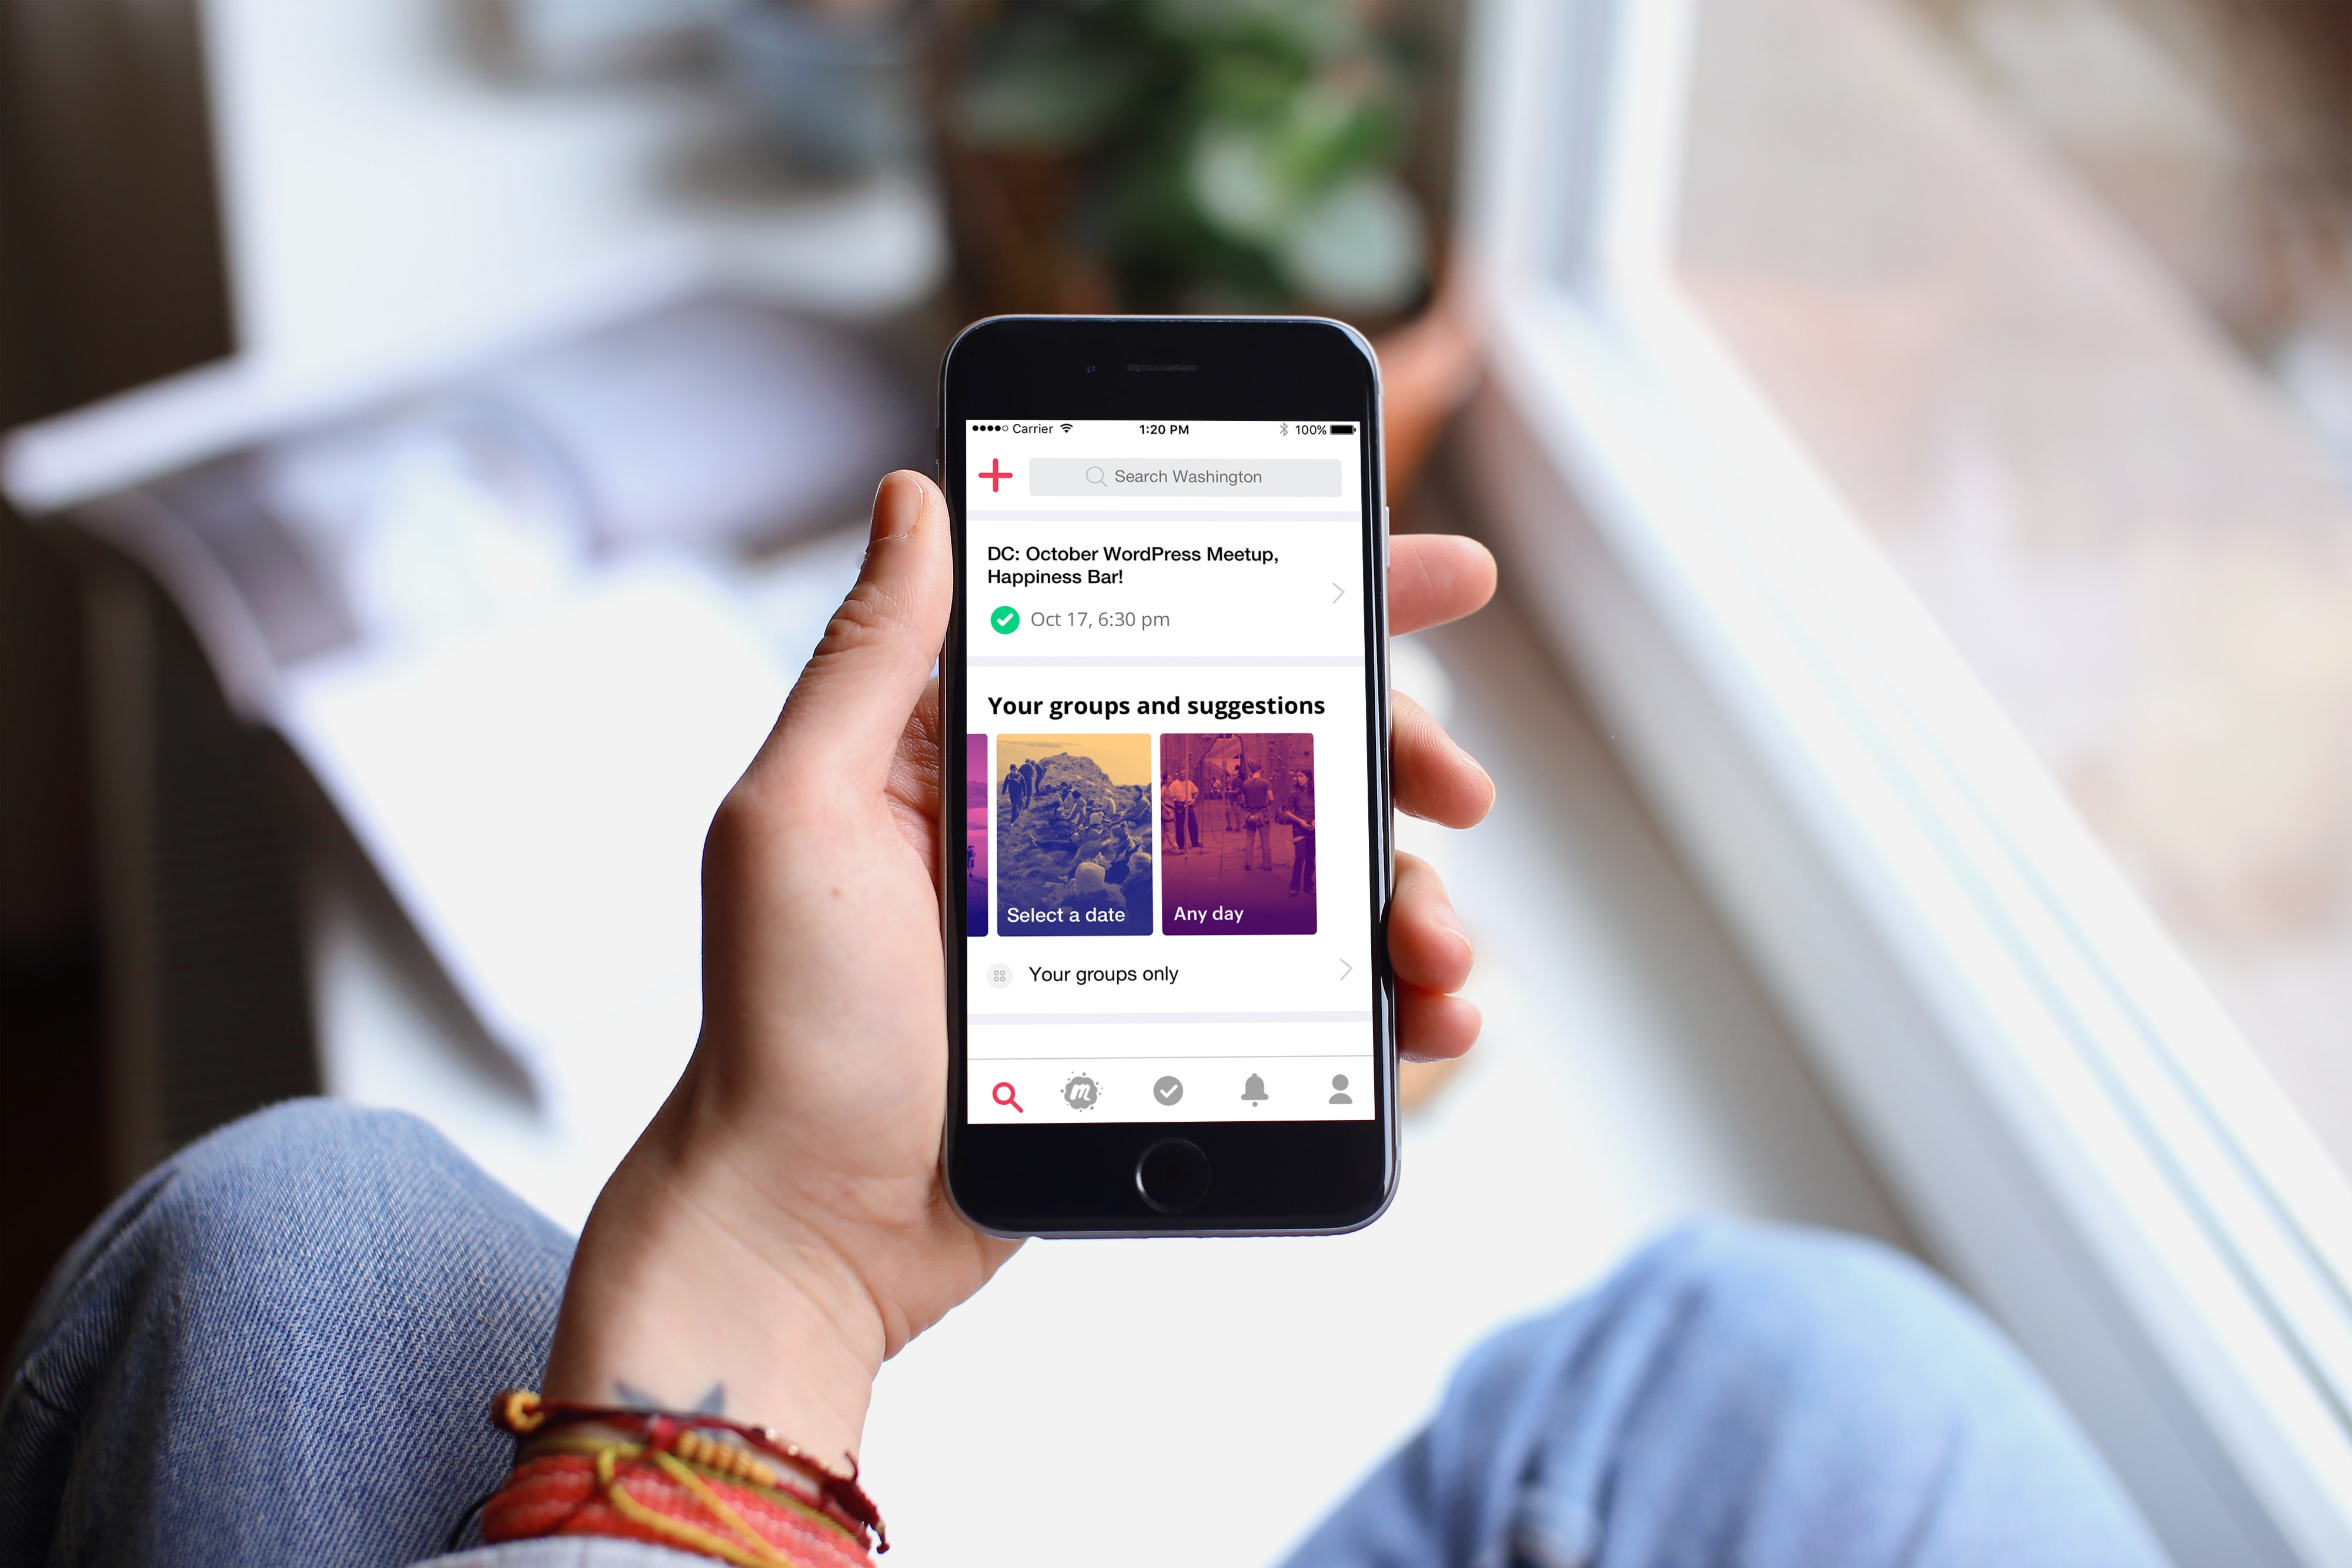 Carrier 1:20 PM 100%
Search Washington
DC: October WordPress Meetup,
Happiness Bar!
Oct 17, 6:30 pm
Your groups and suggestions
Select a date
Any day
Your groups only
m